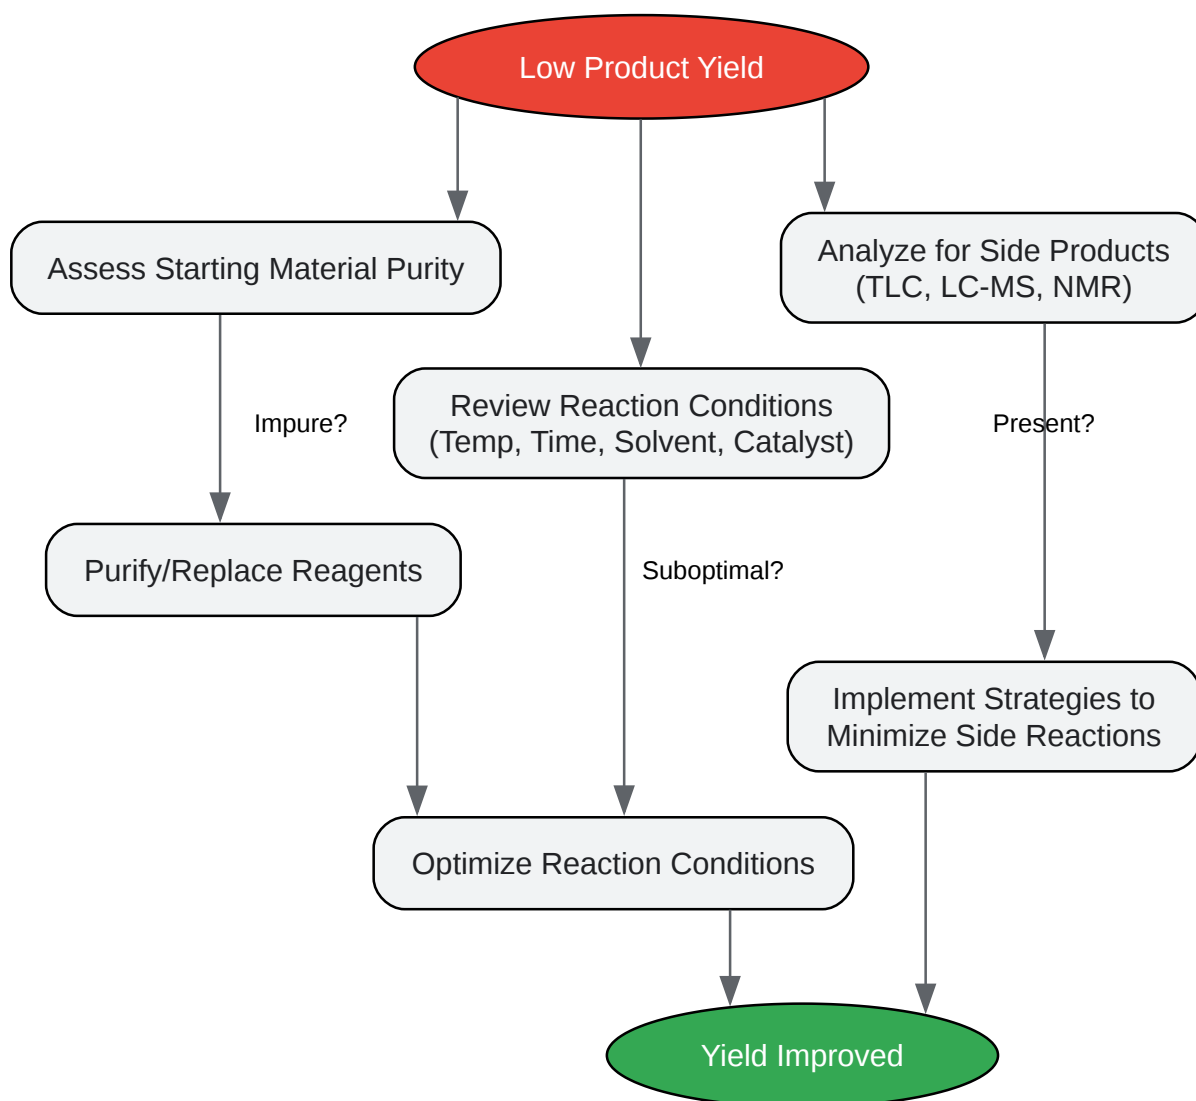 Low Product Yield
Assess Starting Material Purity
Analyze for Side Products
(TLC, LC-MS, NMR)
Review Reaction Conditions
(Temp, Time, Solvent, Catalyst)
Impure?
Present?
Purify/Replace Reagents
Suboptimal?
Implement Strategies to
Minimize Side Reactions
Optimize Reaction Conditions
Yield Improved